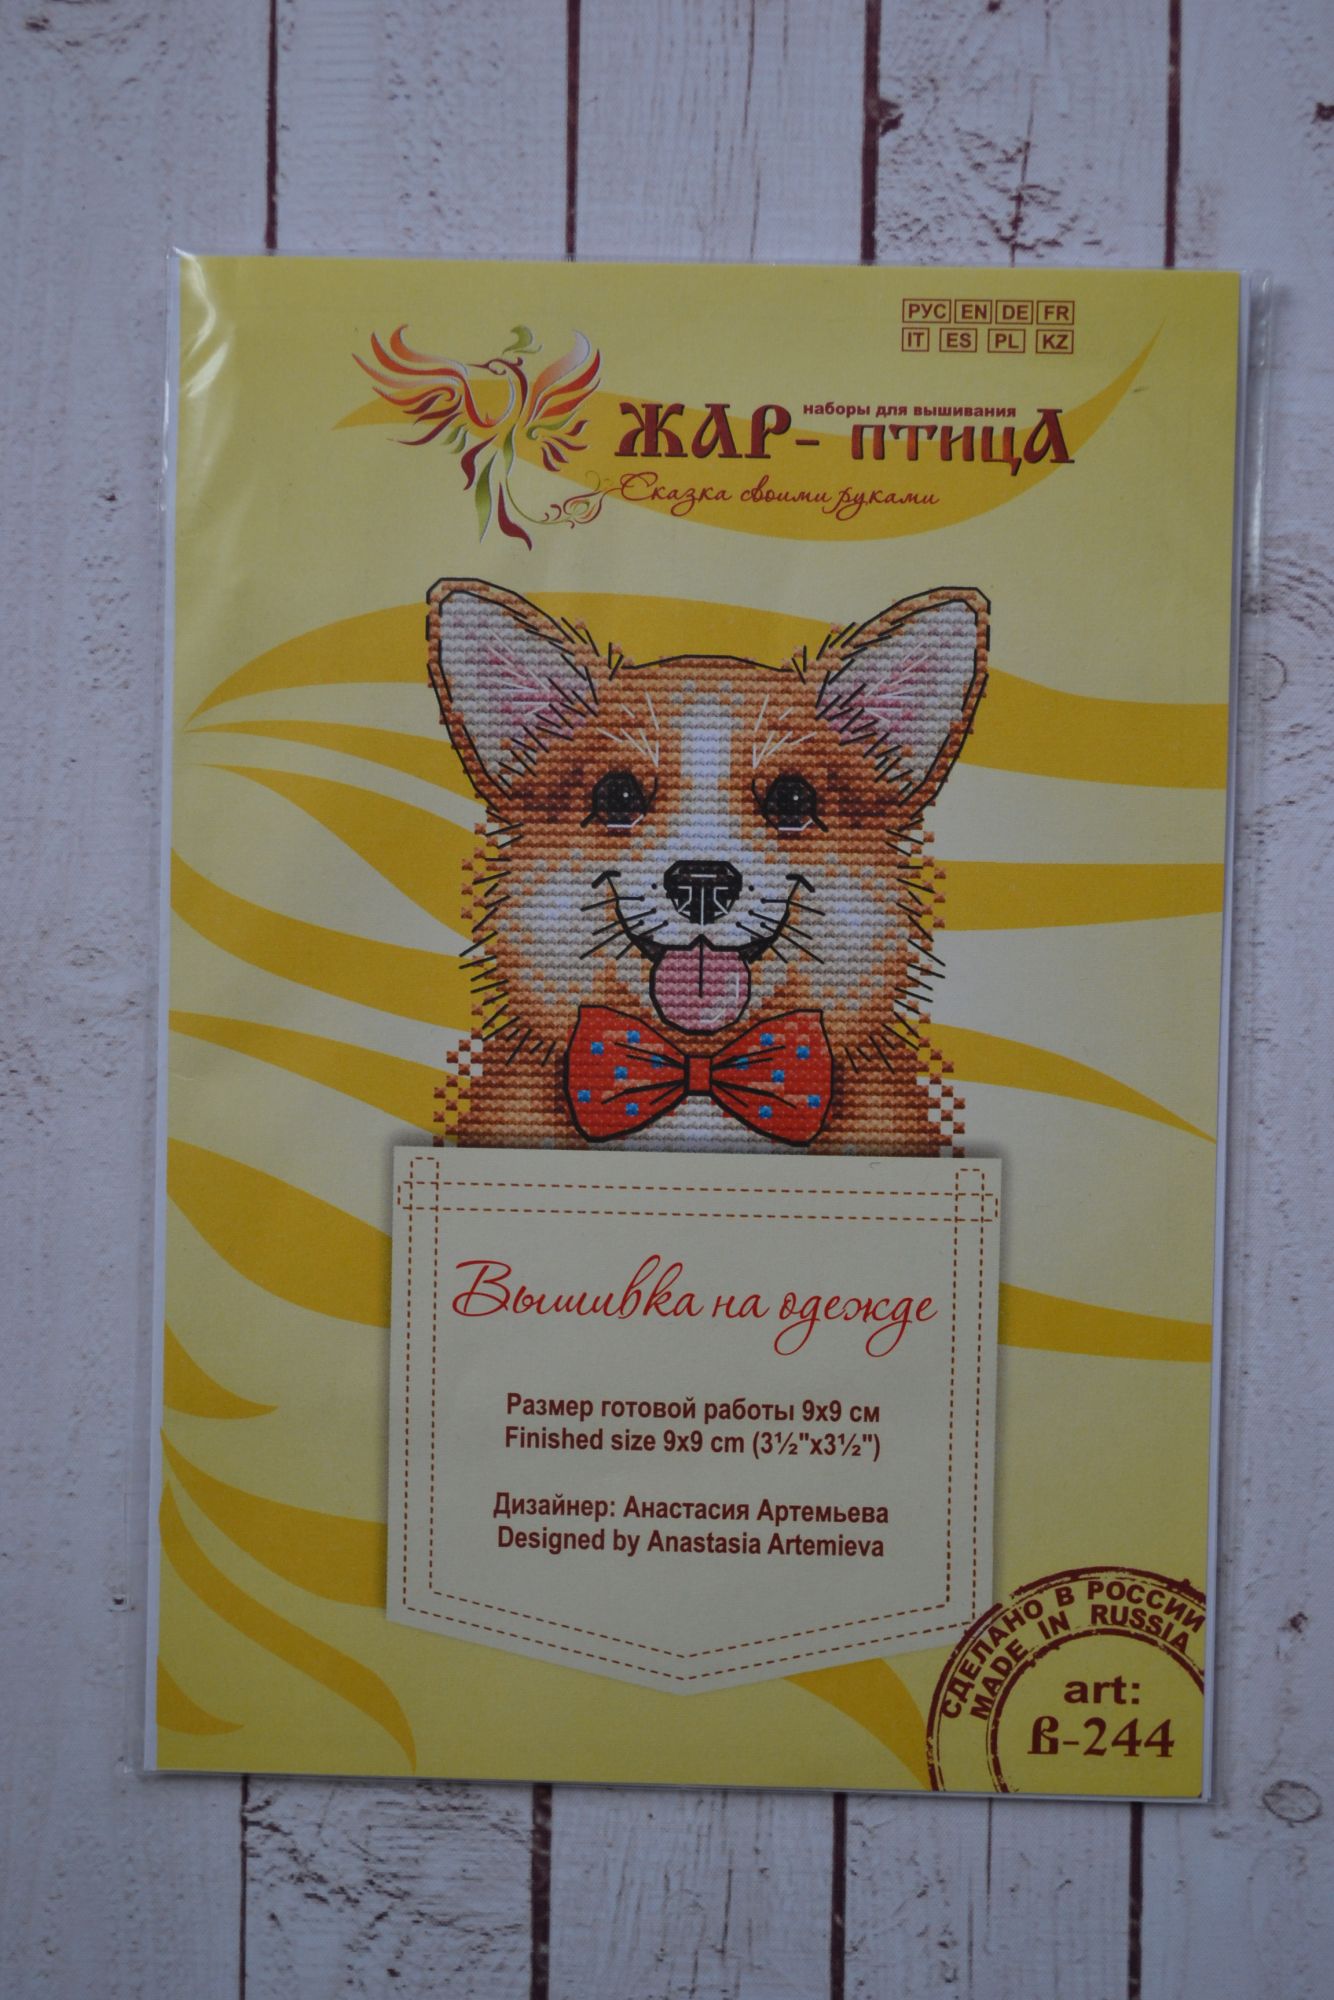 РУС EN DE FR
IT ES PL KZ
наборы для вышивания
ЖАР-ПТИЦА
Сказка своими руками
Вышивка на одежде
Размер готовой работы 9х9 см
Finished size 9x9 cm (3½"x3½")
Дизайнер: Анастасия Артемьева
Designed by Anastasia Artemieva
СДЕЛАНО В РОССИИ
MADE IN RUSSIA
art:
В-244